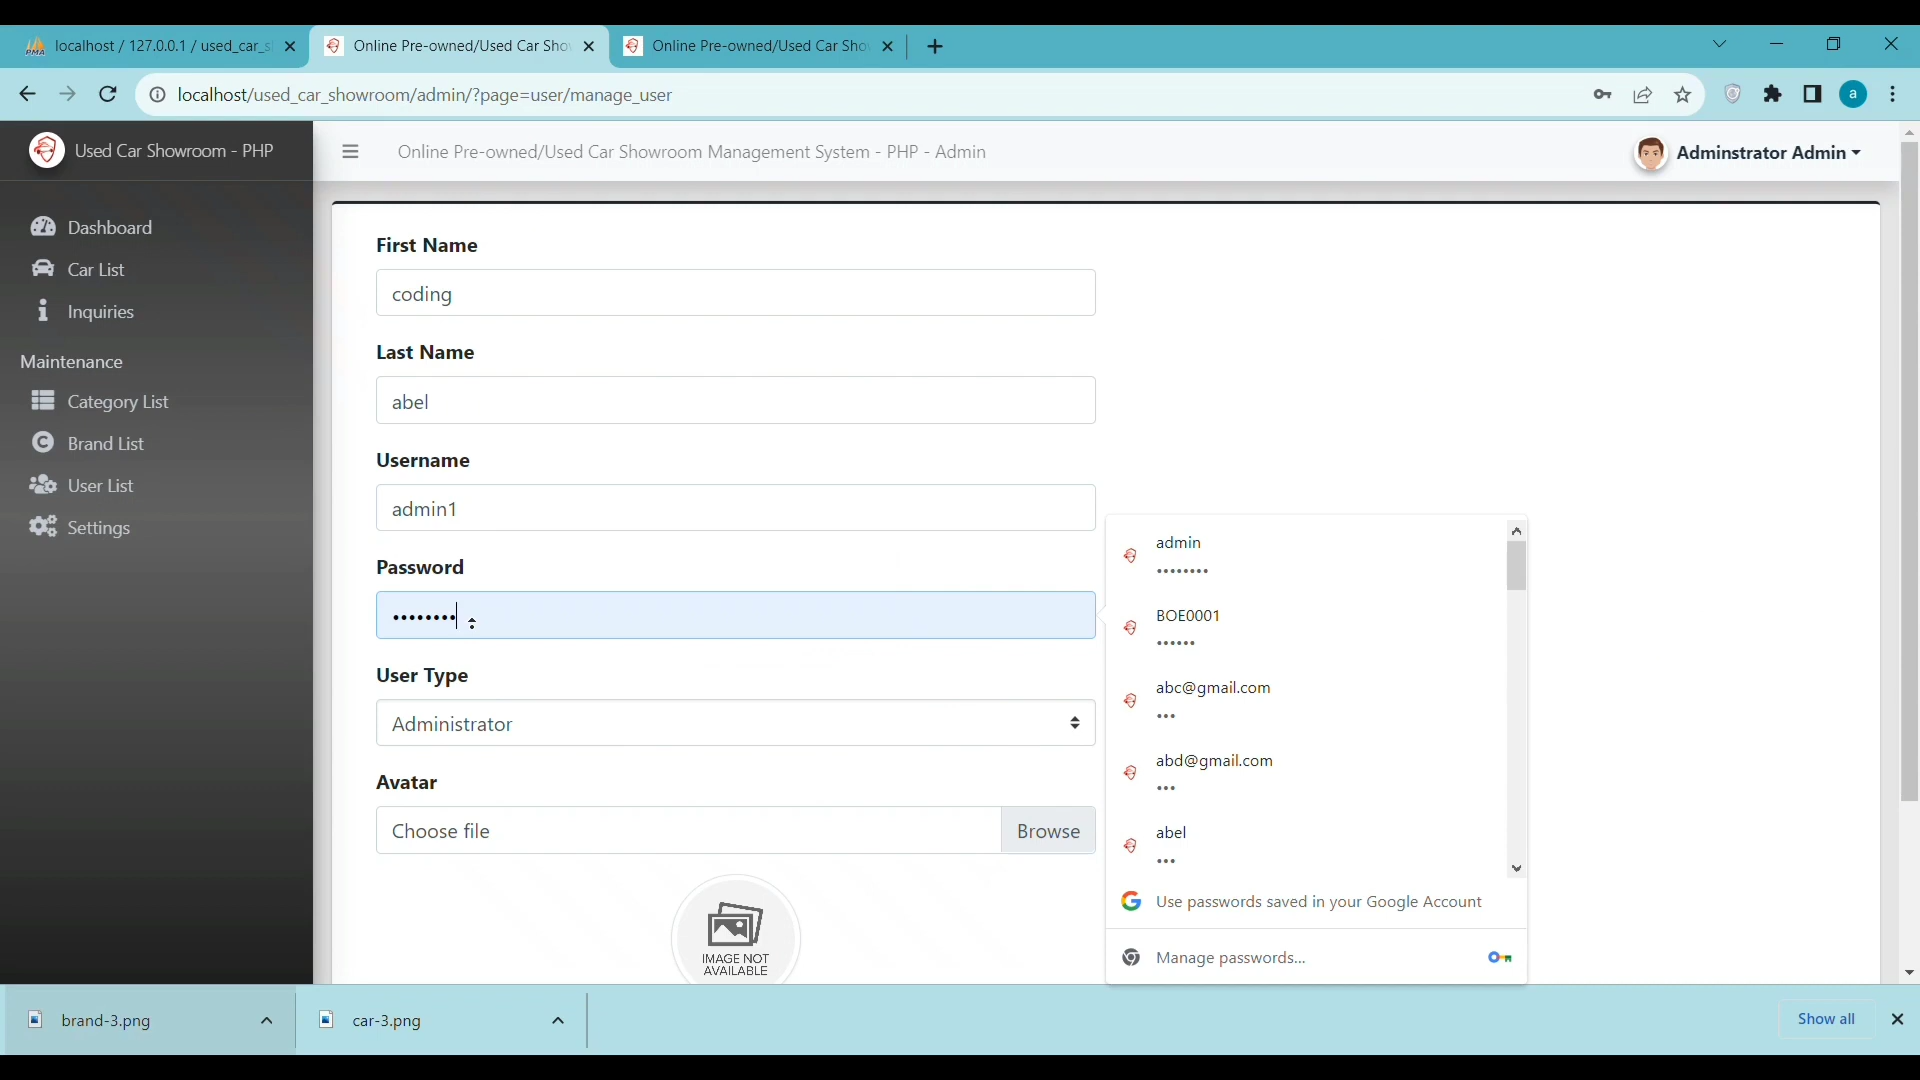 localhost / 127.0.0.1 / used_car_s
Online Pre-owned/Used Car Sho
Online Pre-owned/Used Car Sho
localhost/used_car_showroom/admin/?page=user/manage_user
a
Used Car Showroom - PHP
Online Pre-owned/Used Car Showroom Management System - PHP - Admin
Adminstrator Admin
Dashboard
Car List
Inquiries
Maintenance
Category List
Brand List
User List
Settings
First Name
coding
Last Name
abel
Username
admin1
Password
••••••••
User Type
Administrator
Avatar
Choose file
Browse
IMAGE NOT
AVAILABLE
admin
••••••••
BOE0001
••••••
abc@gmail.com
•••
abd@gmail.com
•••
abel
•••
Use passwords saved in your Google Account
Manage passwords...
brand-3.png
car-3.png
Show all